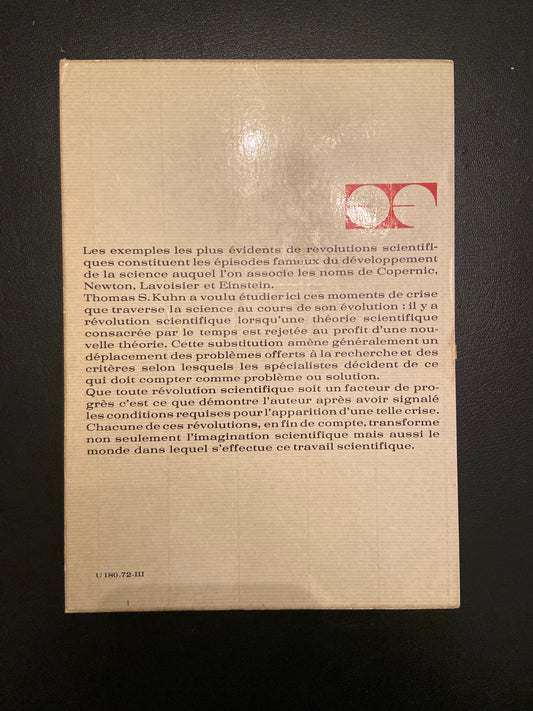 Les exemples les plus évidents de révolutions scientifi-
ques constituent les épisodes fameux du développement
de la science auquel l'on associe les noms de Copernic,
Newton, Lavoisier et Einstein.
Thomas S. Kuhn a voulu étudier ici ces moments de crise
que traverse la science au cours de son évolution : il y a
révolution scientifique lorsqu'une théorie scientifique
consacrée par le temps est rejetée au profit d'une nou-
velle théorie. Cette substitution amène généralement un
déplacement des problèmes offerts à la recherche et des
critères selon lesquels les spécialistes décident de ce
qui doit compter comme problème ou solution.
Que toute révolution scientifique soit un facteur de pro-
grès c'est ce que démontre l'auteur après avoir signalé
les conditions requises pour l'apparition d'une telle crise.
Chacune de ces révolutions, en fin de compte, transforme
non seulement l'imagination scientifique mais aussi le
monde dans lequel s'effectue ce travail scientifique.
U 180.72-III